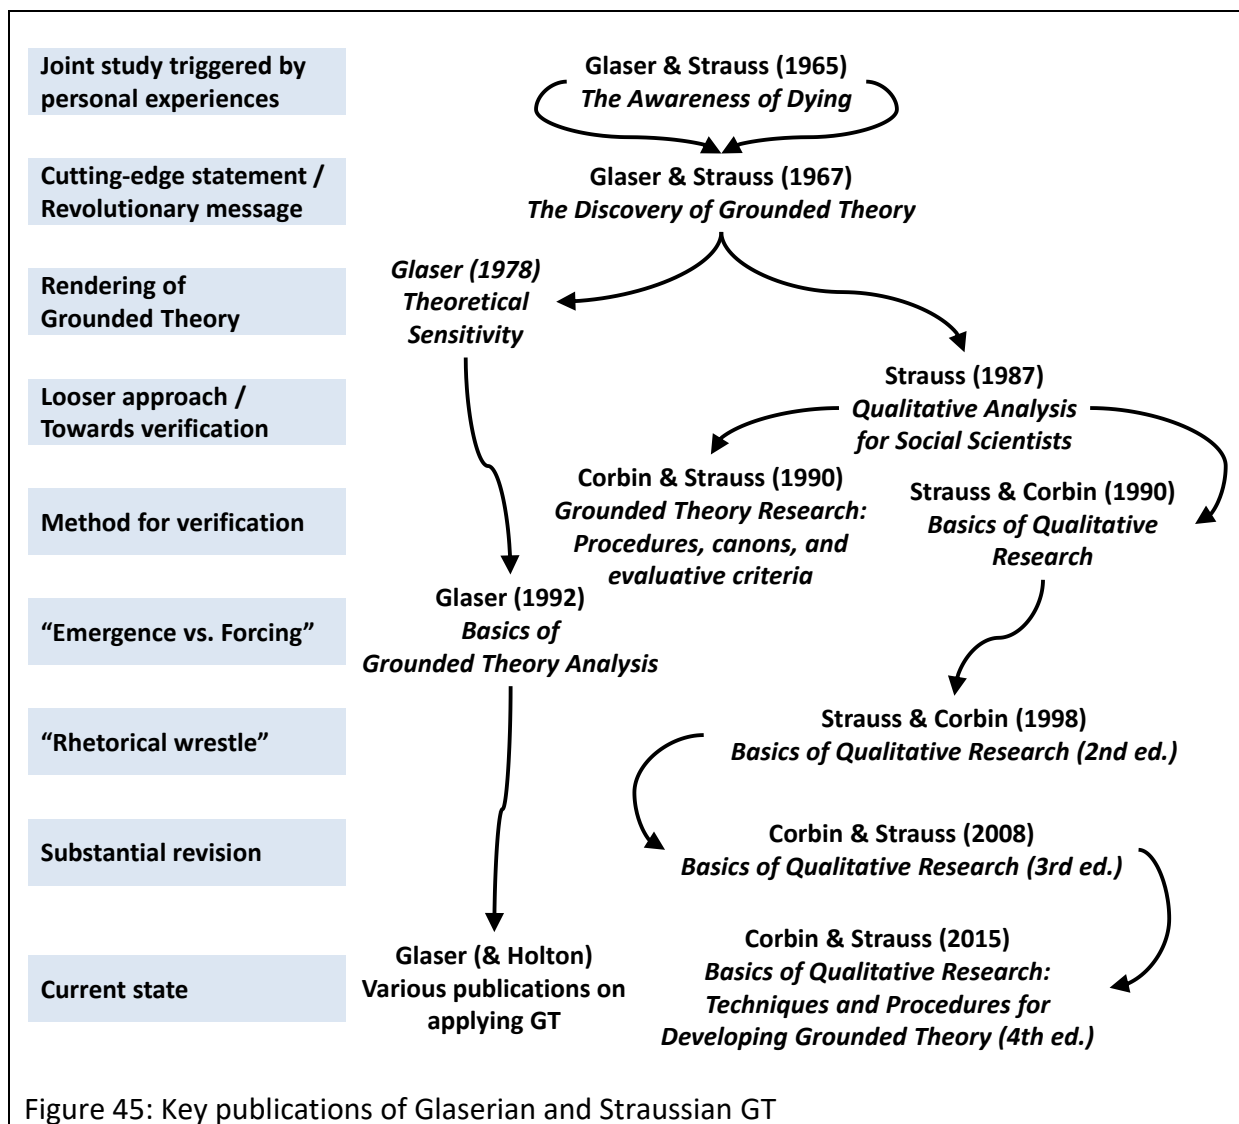 Joint study triggered by
personal experiences
Glaser & Strauss (1965)
The Awareness of Dying
Cutting-edge statement /
Revolutionary message
Glaser & Strauss (1967)
The Discovery of Grounded Theory
Rendering of
Grounded Theory
Glaser (1978)
Theoretical
Sensitivity
Looser approach /
Towards verification
Strauss (1987)
Qualitative Analysis
for Social Scientists
Method for verification
Corbin & Strauss (1990)
Grounded Theory Research:
Procedures, canons, and
evaluative criteria
Strauss & Corbin (1990)
Basics of Qualitative
Research
“Emergence vs. Forcing”
Glaser (1992)
Basics of
Grounded Theory Analysis
“Rhetorical wrestle”
Strauss & Corbin (1998)
Basics of Qualitative Research (2nd ed.)
Substantial revision
Corbin & Strauss (2008)
Basics of Qualitative Research (3rd ed.)
Current state
Glaser (& Holton)
Various publications on
applying GT
Corbin & Strauss (2015)
Basics of Qualitative Research:
Techniques and Procedures for
Developing Grounded Theory (4th ed.)
Figure 45: Key publications of Glaserian and Straussian GT